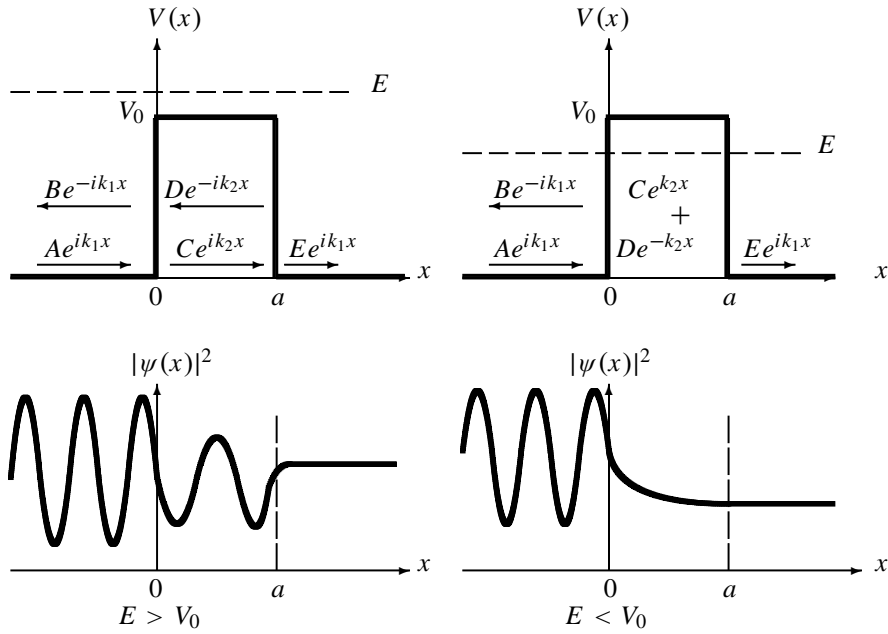 V(x)
E
V₀
Be^{-ik₁x} De^{-ik₂x}
Ae^{ik₁x} Ce^{ik₂x} Ee^{ik₁x}
x
0 a
V(x)
V₀
E
Be^{-ik₁x} Ce^{k₂x}
+
Ae^{ik₁x} De^{-k₂x} Ee^{ik₁x}
x
0 a
|ψ(x)|²
x
0 a
E > V₀
|ψ(x)|²
x
0 a
E < V₀